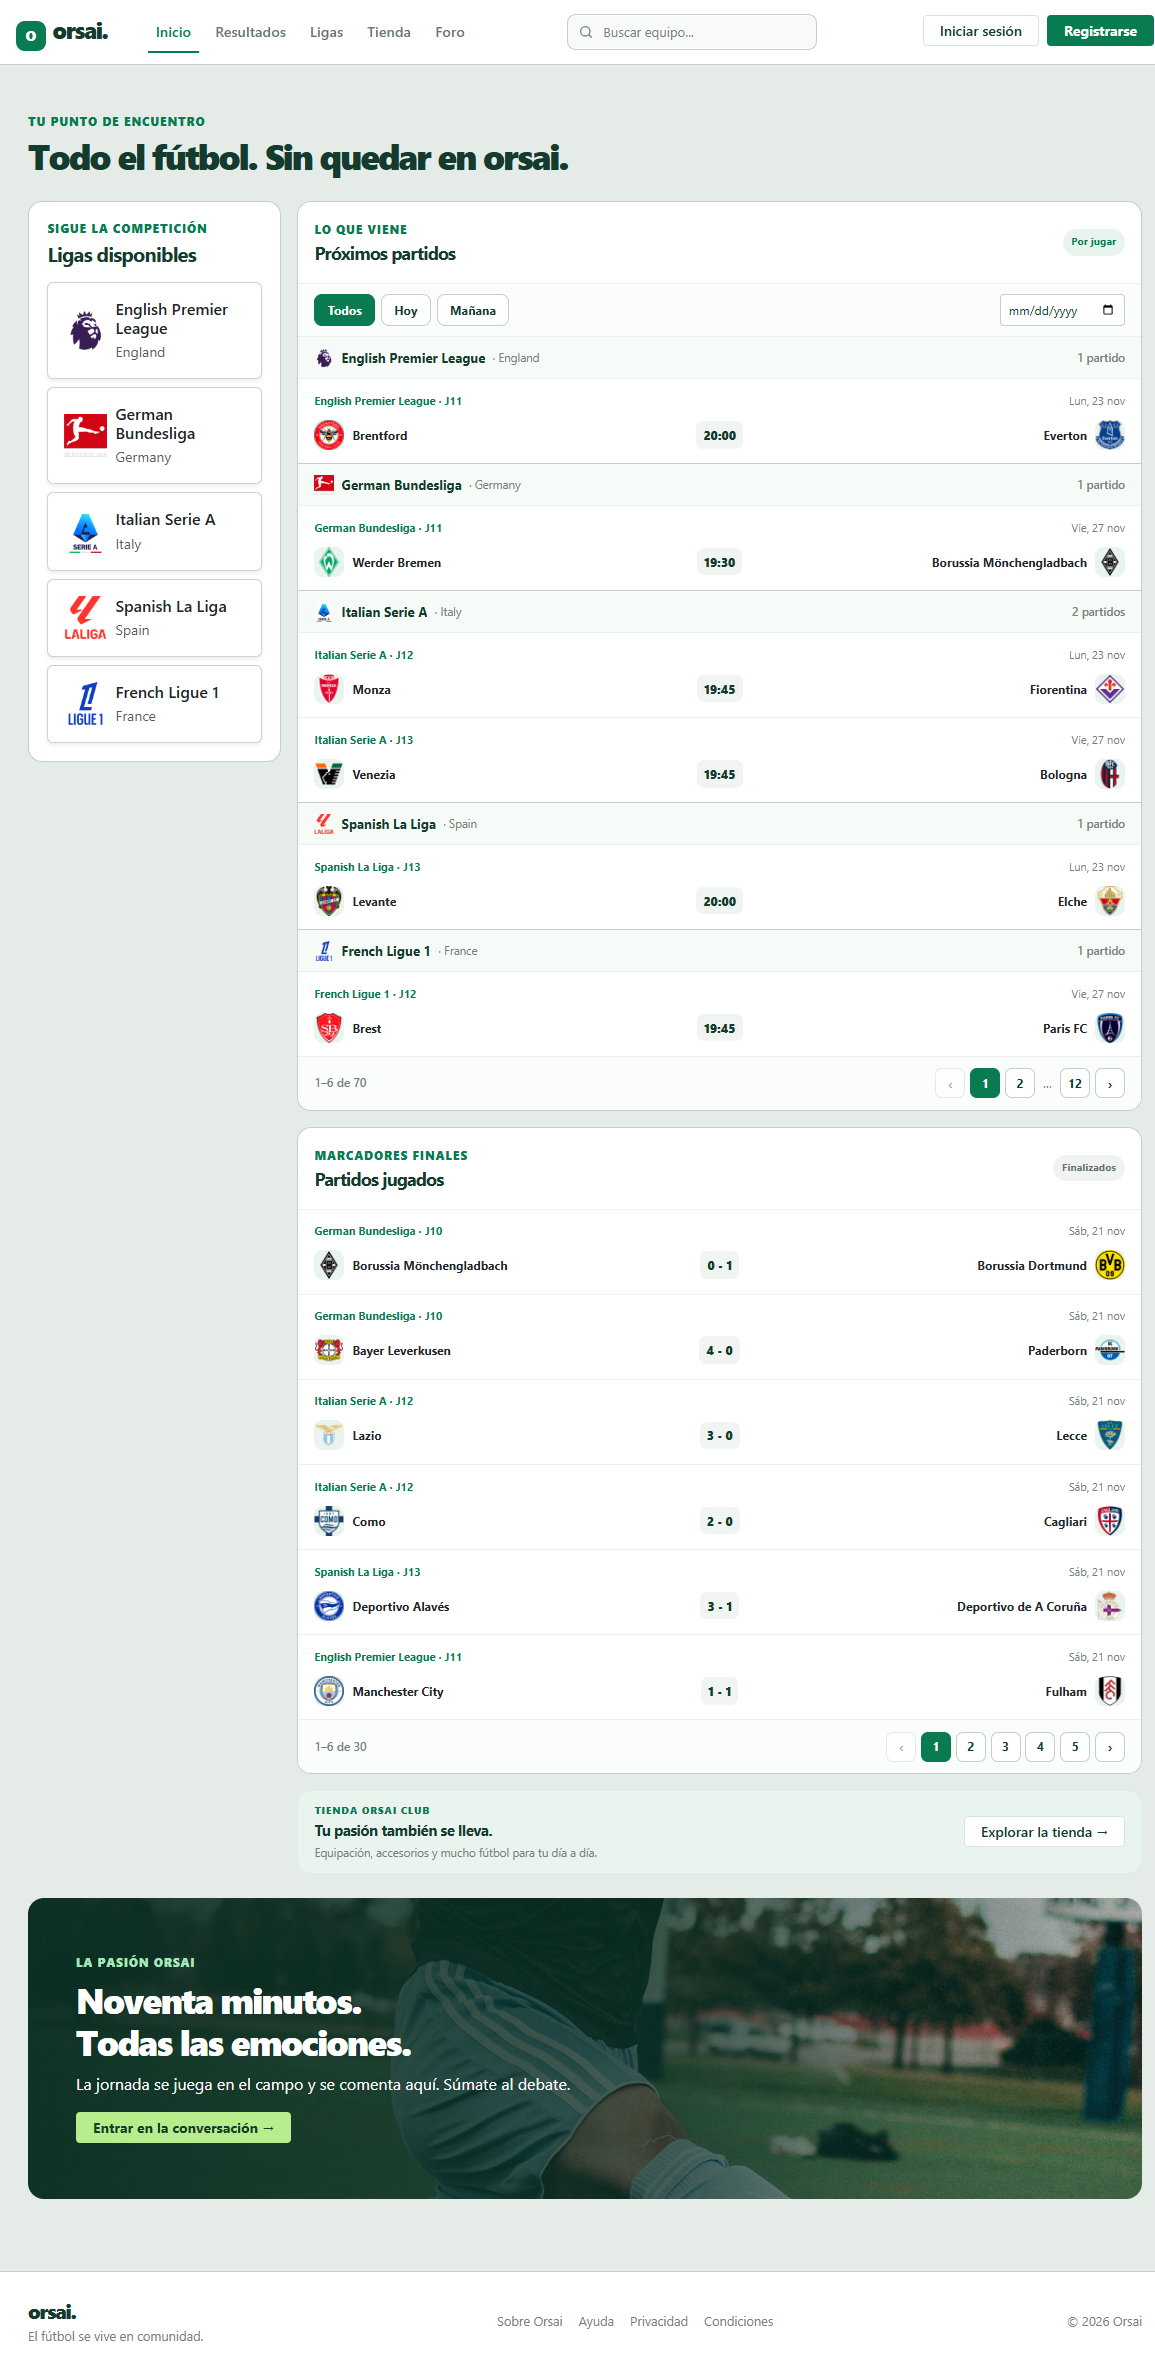 o orsai.
Inicio Resultados Ligas Tienda Foro
Buscar equipo...
Iniciar sesión
Registrarse
TU PUNTO DE ENCUENTRO
Todo el fútbol. Sin quedar en orsai.
SIGUE LA COMPETICIÓN
Ligas disponibles
English Premier
League
England
German
Bundesliga
Germany
Italian Serie A
Italy
SERIE A
Spanish La Liga
Spain
LALIGA
French Ligue 1
France
LIGUE 1
LO QUE VIENE
Próximos partidos
Por jugar
Todos Hoy Mañana
mm/dd/yyyy
English Premier League · England 1 partido
English Premier League · J11 Lun, 23 nov
Brentford 20:00 Everton
German Bundesliga · Germany 1 partido
German Bundesliga · J11 Vie, 27 nov
Werder Bremen 19:30 Borussia Mönchengladbach
Italian Serie A · Italy 2 partidos
Italian Serie A · J12 Lun, 23 nov
Monza 19:45 Fiorentina
Italian Serie A · J13 Vie, 27 nov
Venezia 19:45 Bologna
Spanish La Liga · Spain 1 partido
Spanish La Liga · J13 Lun, 23 nov
Levante 20:00 Elche
French Ligue 1 · France 1 partido
French Ligue 1 · J12 Vie, 27 nov
Brest 19:45 Paris FC
1–6 de 70 ‹ 1 2 ... 12 ›
MARCADORES FINALES
Partidos jugados
Finalizados
German Bundesliga · J10 Sáb, 21 nov
Borussia Mönchengladbach 0 - 1 Borussia Dortmund
German Bundesliga · J10 Sáb, 21 nov
Bayer Leverkusen 4 - 0 Paderborn
Italian Serie A · J12 Sáb, 21 nov
Lazio 3 - 0 Lecce
Italian Serie A · J12 Sáb, 21 nov
Como 2 - 0 Cagliari
Spanish La Liga · J13 Sáb, 21 nov
Deportivo Alavés 3 - 1 Deportivo de A Coruña
English Premier League · J11 Sáb, 21 nov
Manchester City 1 - 1 Fulham
1–6 de 30 ‹ 1 2 3 4 5 ›
TIENDA ORSAI CLUB
Tu pasión también se lleva.
Equipación, accesorios y mucho fútbol para tu día a día.
Explorar la tienda →
LA PASIÓN ORSAI
Noventa minutos.
Todas las emociones.
La jornada se juega en el campo y se comenta aquí. Súmate al debate.
Entrar en la conversación →
orsai.
El fútbol se vive en comunidad.
Sobre Orsai Ayuda Privacidad Condiciones
© 2026 Orsai